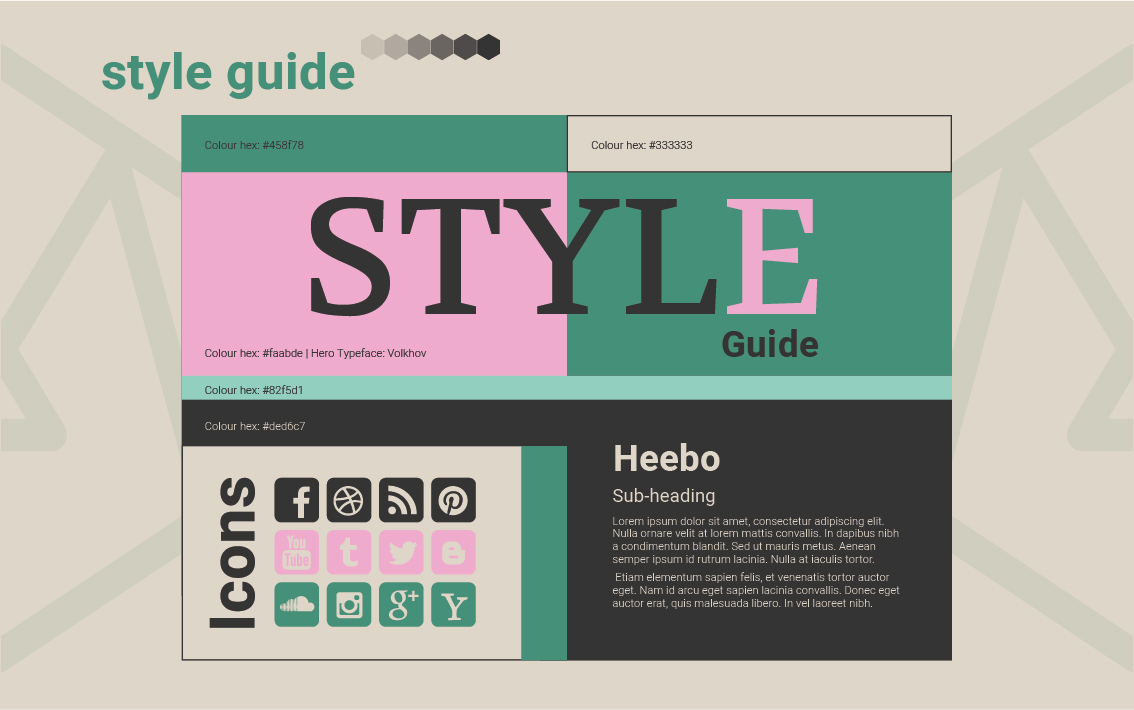 style guide
Colour hex: #458f78
Colour hex: #333333
STYLE
Guide
Colour hex: #faabde | Hero Typeface: Volkhov
Colour hex: #82f5d1
Colour hex: #ded6c7
Icons
You
Tube
Heebo
Sub-heading
Lorem ipsum dolor sit amet, consectetur adipiscing elit.
Nulla ornare velit at lorem mattis convallis. In dapibus nibh
a condimentum blandit. Sed ut mauris metus. Aenean
semper ipsum id rutrum lacinia. Nulla at iaculis tortor.
Etiam elementum sapien felis, et venenatis tortor auctor
eget. Nam id arcu eget sapien lacinia convallis. Donec eget
auctor erat, quis malesuada libero. In vel laoreet nibh.